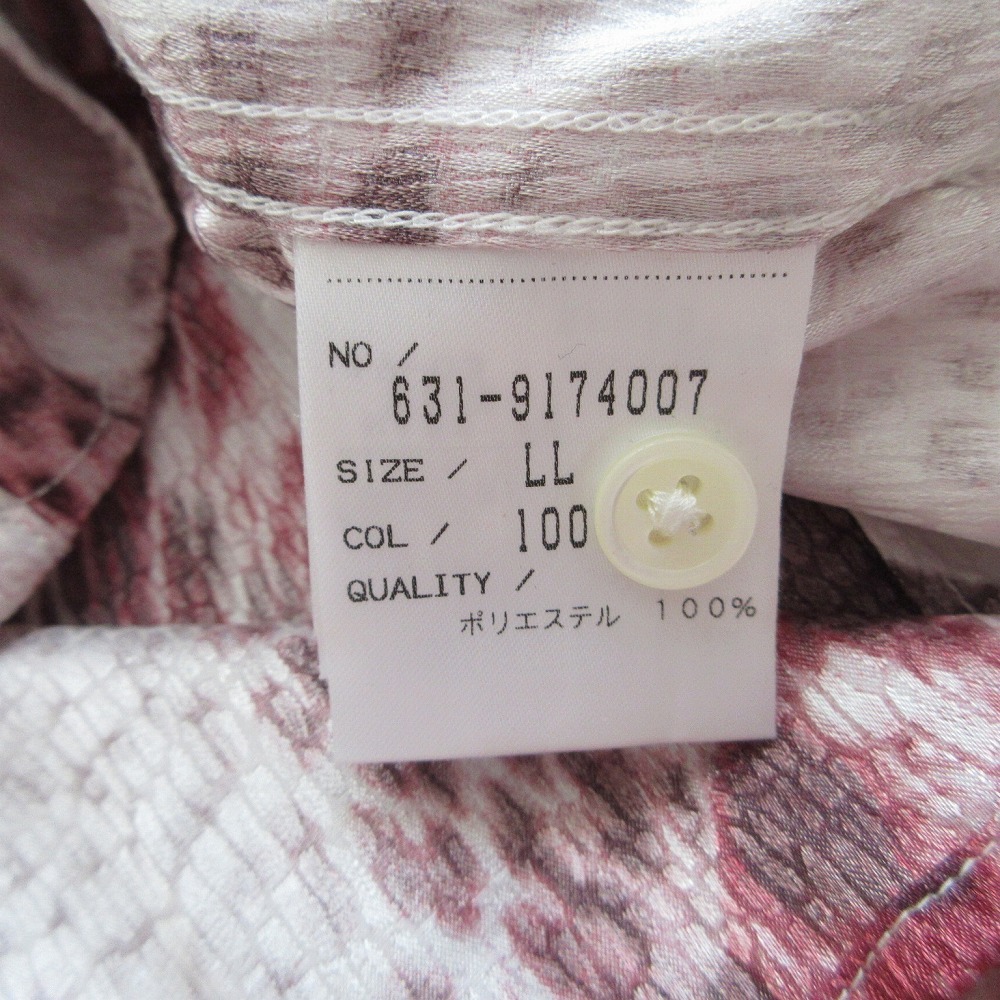 NO / 
631-9174007
SIZE / LL
COL / 100
QUALITY /
ポリエステル 100%